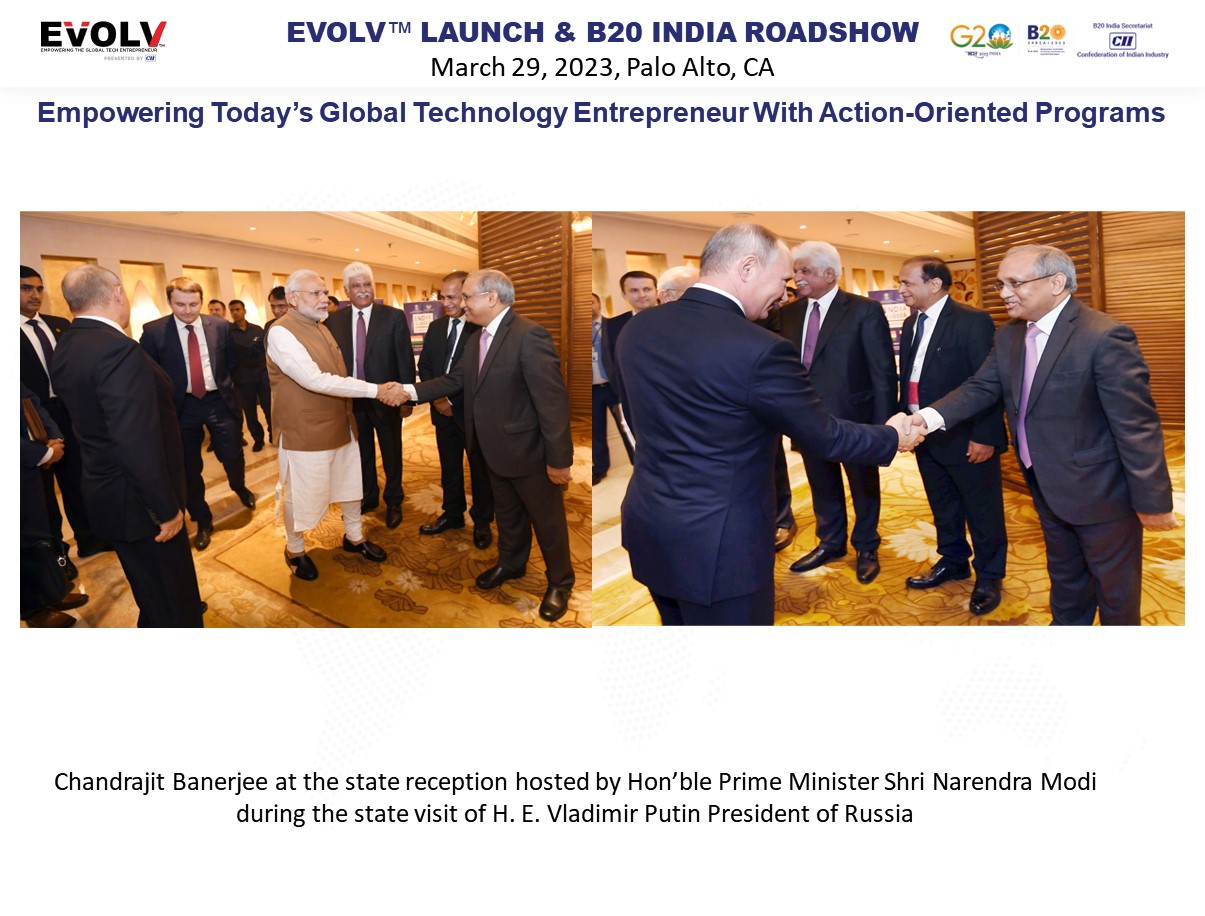 EVOLV™
EMPOWERING THE GLOBAL TECH ENTREPRENEUR
PRESENTED BY CII
EVOLV™ LAUNCH & B20 INDIA ROADSHOW
March 29, 2023, Palo Alto, CA
G20
B20
B20 India Secretariat
CII
Confederation of Indian Industry
Empowering Today’s Global Technology Entrepreneur With Action-Oriented Programs
Chandrajit Banerjee at the state reception hosted by Hon’ble Prime Minister Shri Narendra Modi
during the state visit of H. E. Vladimir Putin President of Russia